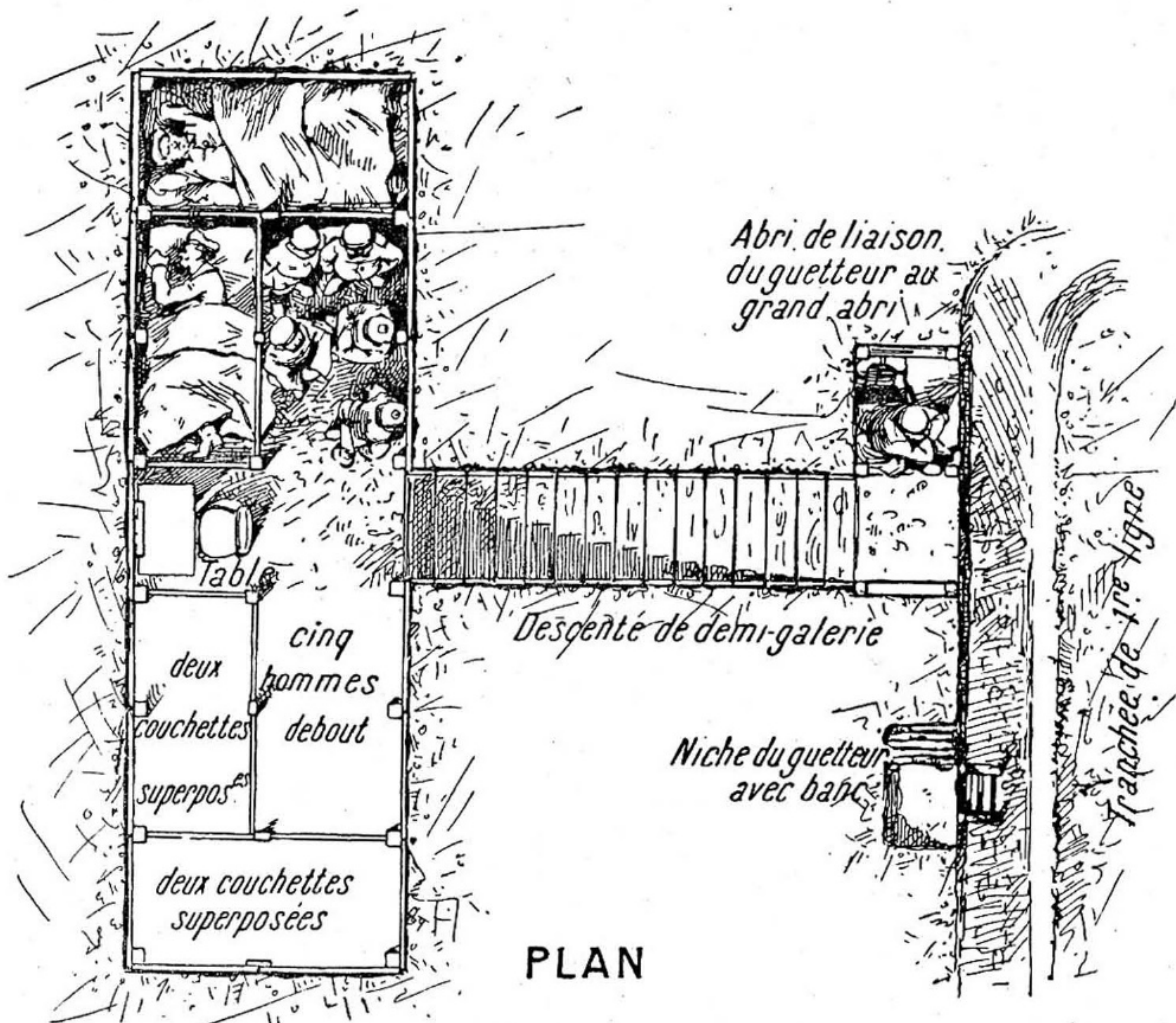 Abri de liaison
du guetteur au
grand abri
Table
Descente de demi-galerie
cinq
hommes
debout
deux
couchettes
superposes
Niche du guetteur
avec banc
Tranchée de 1re ligne
deux couchettes
superposées
PLAN